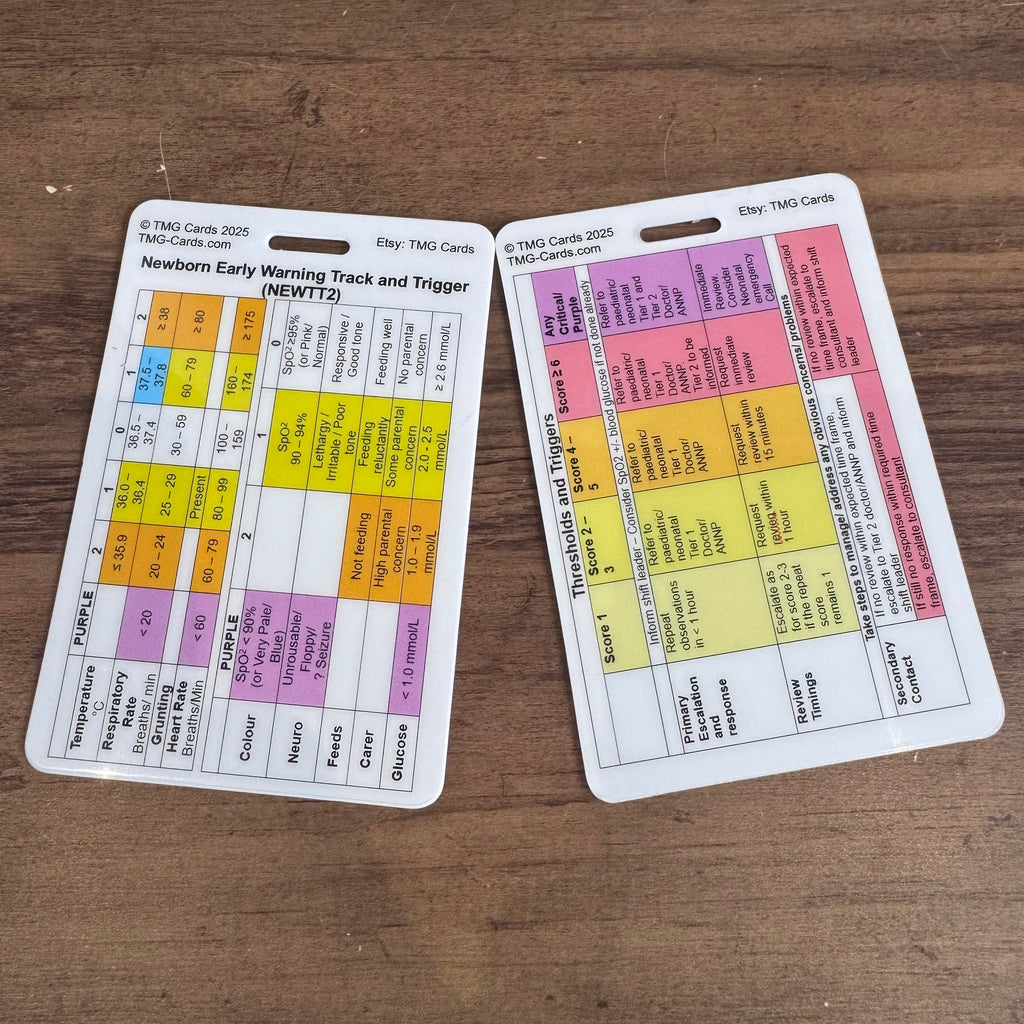 © TMG Cards 2025
TMG-Cards.com
Etsy: TMG Cards
Newborn Early Warning Track and Trigger
(NEWTT2)
PURPLE
2
1
0
1
2
Temperature
°C
≤ 35.9
36.0 –
36.4
36.5 –
37.4
37.5 –
37.8
≥ 38
Respiratory
Rate
Breaths/ min
< 20
20 – 24
25 – 29
30 – 59
60 – 79
≥ 80
Grunting
Present
Heart Rate
Breaths/Min
< 60
60 – 79
80 – 99
100 –
159
160 –
174
≥ 175
PURPLE
2
1
0
Colour
SpO² < 90%
(or Very Pale/
Blue)
SpO²
90 – 94%
SpO² ≥95%
(or Pink/
Normal)
Neuro
Unrousable/
Floppy/
? Seizure
Lethargy /
Irritable / Poor
tone
Responsive /
Good tone
Feeds
Not feeding
Feeding
reluctantly
Feeding well
Carer
High parental
concern
Some parental
concern
No parental
concern
Glucose
< 1.0 mmol/L
1.0 – 1.9
mmol/L
2.0 - 2.5
mmol/L
≥ 2.6 mmol/L
© TMG Cards 2025
TMG-Cards.com
Etsy: TMG Cards
Thresholds and Triggers
Score 1
Score 2 –
3
Score 4 –
5
Score ≥ 6
Any
Critical/
Purple
Inform shift leader – Consider SpO2 +/- blood glucose if not done already
Primary
Escalation
and
response
Repeat
observations
in < 1 hour
Refer to
paediatric/
neonatal
Tier 1
Doctor/
ANNP
Refer to
paediatric/
neonatal
Tier 1
Doctor/
ANNP
Refer to
paediatric/
neonatal
Tier 1
Doctor/
ANNP
Tier 2 to be
informed
Refer to
paediatric/
neonatal
Tier 1 and
Tier 2
Doctor/
ANNP
Review
Timings
Escalate as
for score 2-3
if the repeat
score
remains 1
Request
review within
1 hour
Request
review within
15 minutes
Request
immediate
review
Immediate
Review.
Consider
Neonatal
Emergency
Call
Take steps to manage/ address any obvious concerns/ problems
Secondary
Contact
If no review within expected time frame,
escalate to Tier 2 doctor/ANNP and inform
shift leader
If still no response within required time
frame, escalate to consultant
If no review within expected
time frame, escalate to
consultant and inform shift
leader